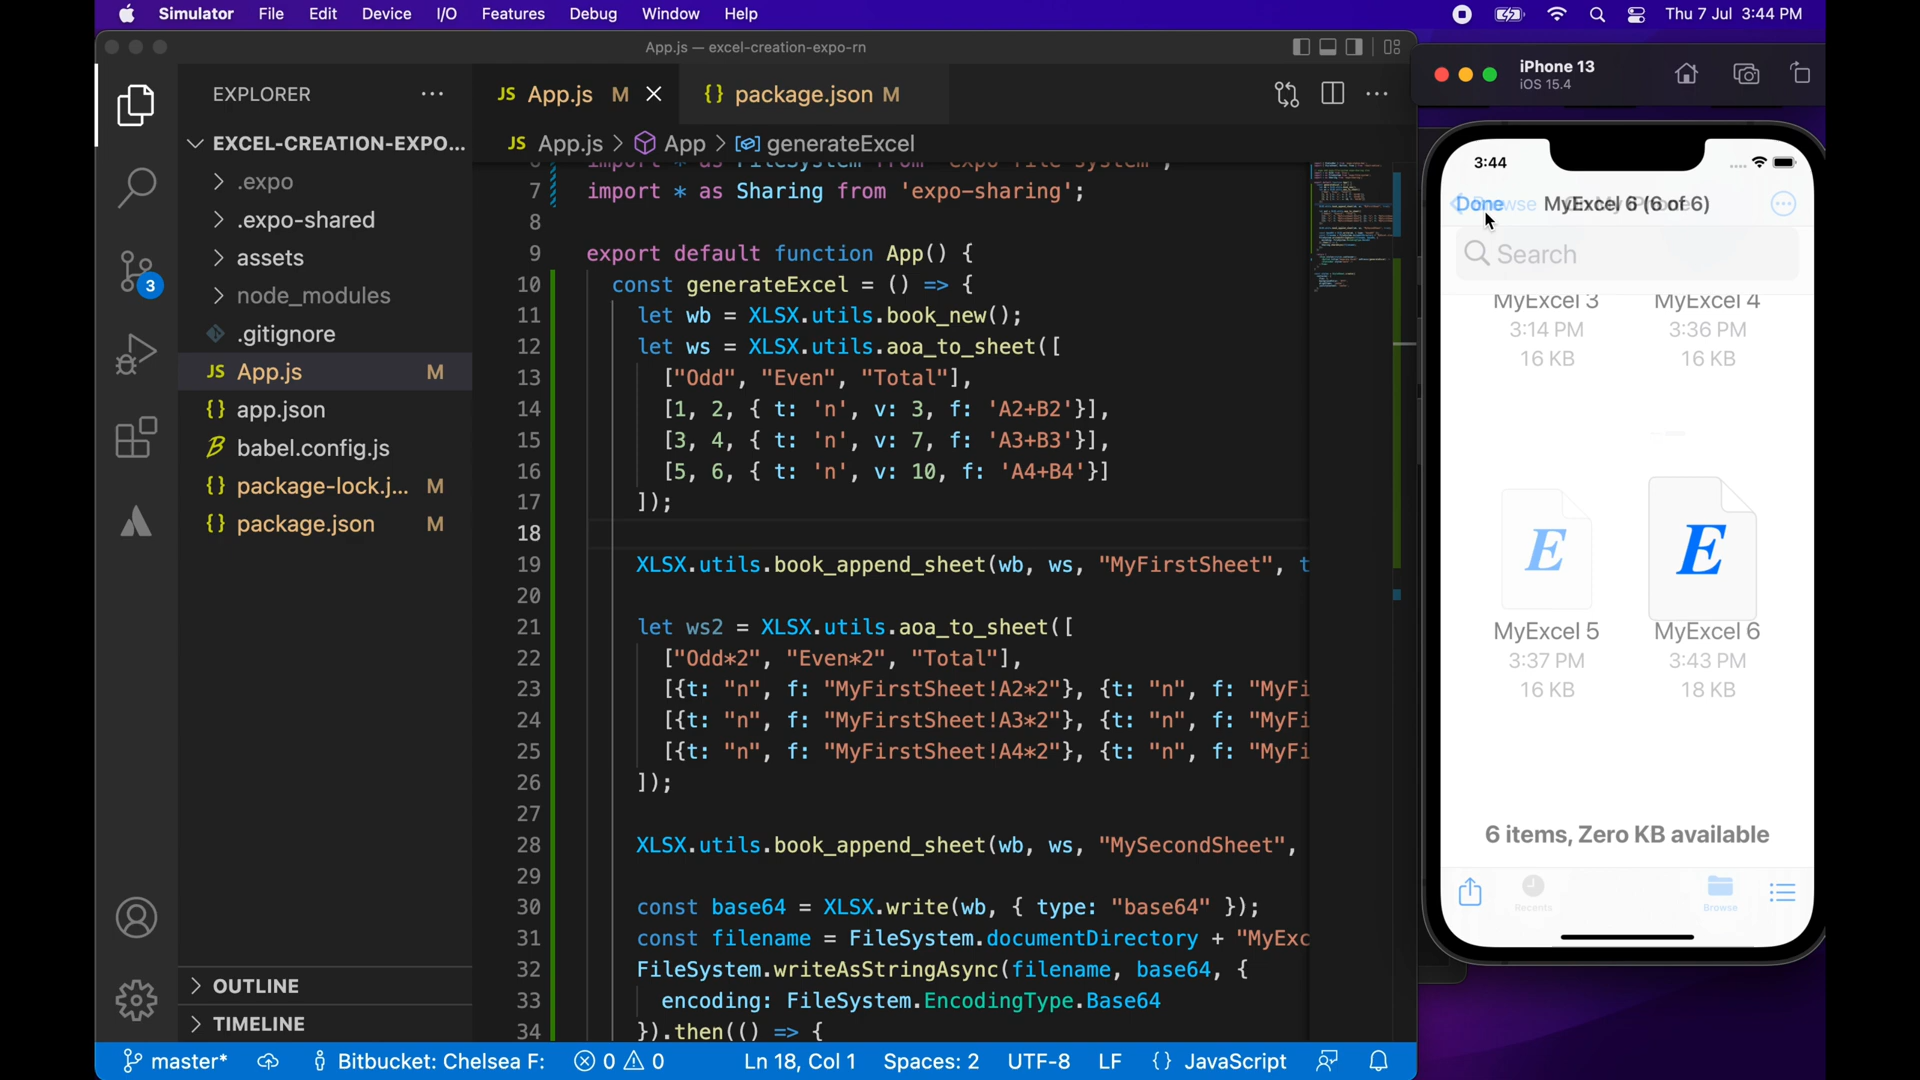 Simulator File Edit Device I/O Features Debug Window Help
Thu 7 Jul 3:44 PM
App.js — excel-creation-expo-rn
EXPLORER
EXCEL-CREATION-EXPO...
.expo
.expo-shared
assets
node_modules
.gitignore
JS App.js M
{} app.json
babel.config.js
{} package-lock.j... M
{} package.json M
OUTLINE
TIMELINE
3
JS App.js M
{} package.json M
JS App.js > App > generateExcel
6 import * as FileSystem from 'expo-file-system';
7 import * as Sharing from 'expo-sharing';
8
9 export default function App() {
10 const generateExcel = () => {
11 let wb = XLSX.utils.book_new();
12 let ws = XLSX.utils.aoa_to_sheet([
13 ["Odd", "Even", "Total"],
14 [1, 2, { t: 'n', v: 3, f: 'A2+B2'}],
15 [3, 4, { t: 'n', v: 7, f: 'A3+B3'}],
16 [5, 6, { t: 'n', v: 10, f: 'A4+B4'}]
17 ]);
18
19 XLSX.utils.book_append_sheet(wb, ws, "MyFirstSheet", t
20
21 let ws2 = XLSX.utils.aoa_to_sheet([
22 ["Odd*2", "Even*2", "Total"],
23 [{t: "n", f: "MyFirstSheet!A2*2"}, {t: "n", f: "MyFi
24 [{t: "n", f: "MyFirstSheet!A3*2"}, {t: "n", f: "MyFi
25 [{t: "n", f: "MyFirstSheet!A4*2"}, {t: "n", f: "MyFi
26 ]);
27
28 XLSX.utils.book_append_sheet(wb, ws, "MySecondSheet",
29
30 const base64 = XLSX.write(wb, { type: "base64" });
31 const filename = FileSystem.documentDirectory + "MyExc
32 FileSystem.writeAsStringAsync(filename, base64, {
33 encoding: FileSystem.EncodingType.Base64
34 }).then(() => {
master* Bitbucket: Chelsea F: 0 0 Ln 18, Col 1 Spaces: 2 UTF-8 LF {} JavaScript
iPhone 13
iOS 15.4
3:44
Done MyExcel 6 (6 of 6)
Search
MyExcel 3 MyExcel 4
3:14 PM 3:36 PM
16 KB 16 KB
E E
MyExcel 5 MyExcel 6
3:37 PM 3:43 PM
16 KB 18 KB
6 items, Zero KB available
Recents Browse